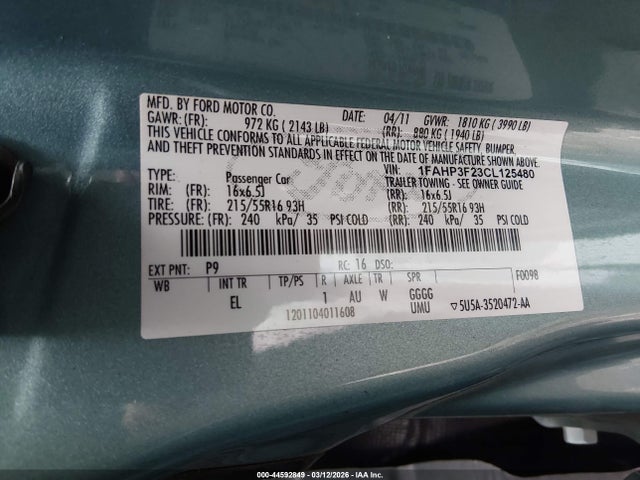 MFD. BY FORD MOTOR CO. DATE: 04/11 GVWR: 1810 KG ( 3990 LB)
GAWR: (FR): 972 KG ( 2143 LB) (RR): 880 KG ( 1940 LB)
THIS VEHICLE CONFORMS TO ALL APPLICABLE FEDERAL MOTOR VEHICLE SAFETY, BUMPER,
AND THEFT PREVENTION STANDARDS IN EFFECT ON THE DATE OF MANUFACTURE SHOWN ABOVE.
VIN: 1FAHP3F23CL125480
TYPE: Passenger Car TRAILER TOWING - SEE OWNER GUIDE
RIM: (FR): 16x6.5J (RR): 16x6.5J
TIRE: (FR): 215/55R16 93H (RR): 215/55R16 93H
PRESSURE: (FR): 240 kPa/ 35 PSI COLD (RR): 240 kPa/ 35 PSI COLD
EXT PNT: P9 RC: 16 DSO: F0098
WB INT TR TP/PS R AXLE TR SPR
EL 1 AU W GGGG
1201104011608 UMU ▽ 5U5A-3520472-AA
000-44592849 - 03/12/2026 - IAA Inc.